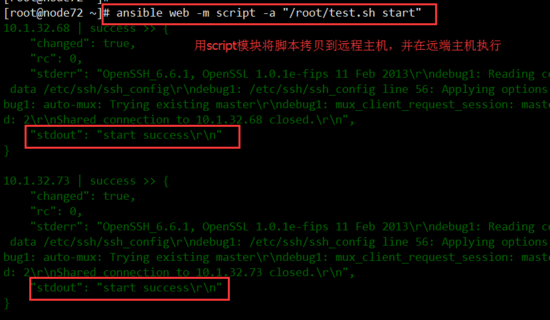 [root@node72 ~]#
[root@node72 ~]# ansible web -m script -a "/root/test.sh start"
用script模块将脚本拷贝到远程主机，并在远端主机执行
10.1.32.68 | success >> {
    "changed": true,
    "rc": 0,
    "stderr": "OpenSSH_6.6.1, OpenSSL 1.0.1e-fips 11 Feb 2013\r\ndebug1: Reading co
 data /etc/ssh/ssh_config\r\ndebug1: /etc/ssh/ssh_config line 56: Applying options
bug1: auto-mux: Trying existing master\r\ndebug1: mux_client_request_session: mast
d: 2\r\nShared connection to 10.1.32.68 closed.\r\n",
    "stdout": "start success\r\n"
}
10.1.32.73 | success >> {
    "changed": true,
    "rc": 0,
    "stderr": "OpenSSH_6.6.1, OpenSSL 1.0.1e-fips 11 Feb 2013\r\ndebug1: Reading co
 data /etc/ssh/ssh_config\r\ndebug1: /etc/ssh/ssh_config line 56: Applying options
bug1: auto-mux: Trying existing master\r\ndebug1: mux_client_request_session: mast
d: 2\r\nShared connection to 10.1.32.73 closed.\r\n",
    "stdout": "start success\r\n"
}